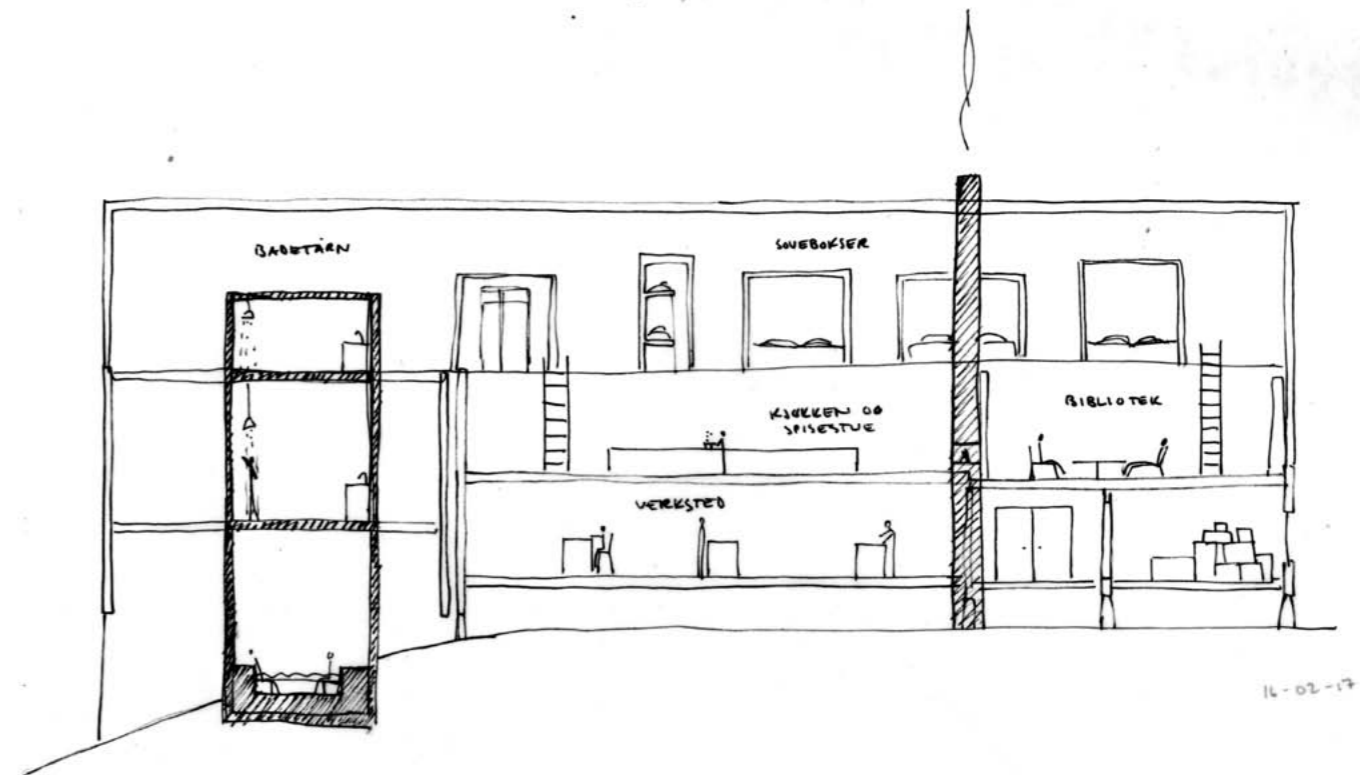 BADETÅRN
SOVEBOKSER
KJØKKEN OG
SPISESTUE
BIBLIOTEK
VERKSTED
16-02-17